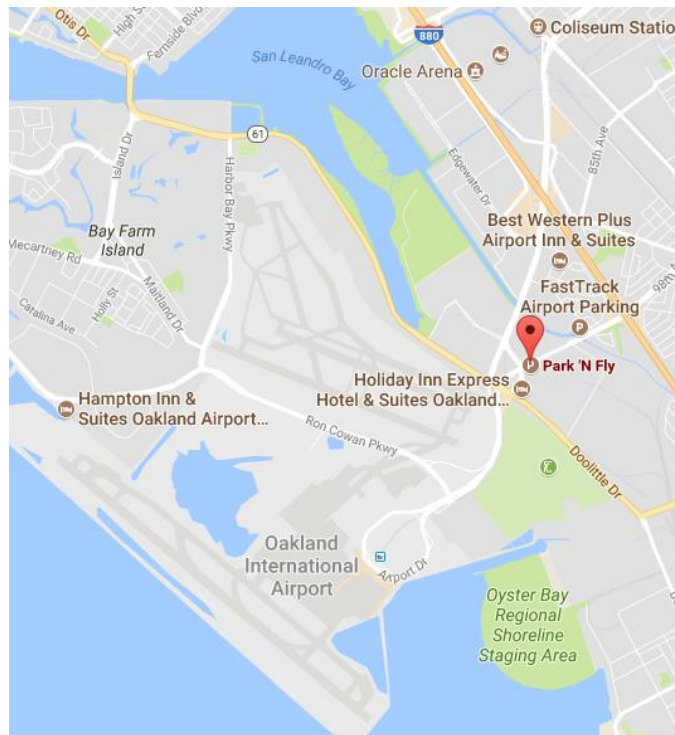 Otis Dr
High St
Fernside Blvd
San Leandro Bay
880
Coliseum Statio
Oracle Arena
61
Island Dr
Harbor Bay Pkwy
Edgewater Dr
85th Ave
Bay Farm
Island
Mecartney Rd
Maitland Dr
Holly St
Catalina Ave
Best Western Plus
Airport Inn & Suites
98th
FastTrack
Airport Parking
P
P
Park 'N Fly
Holiday Inn Express
Hotel & Suites Oakland...
Hampton Inn &
Suites Oakland Airport...
Ron Cowan Pkwy
Doolittle Dr
Oakland
International
Airport
Airport Dr
Oyster Bay
Regional
Shoreline
Staging Area